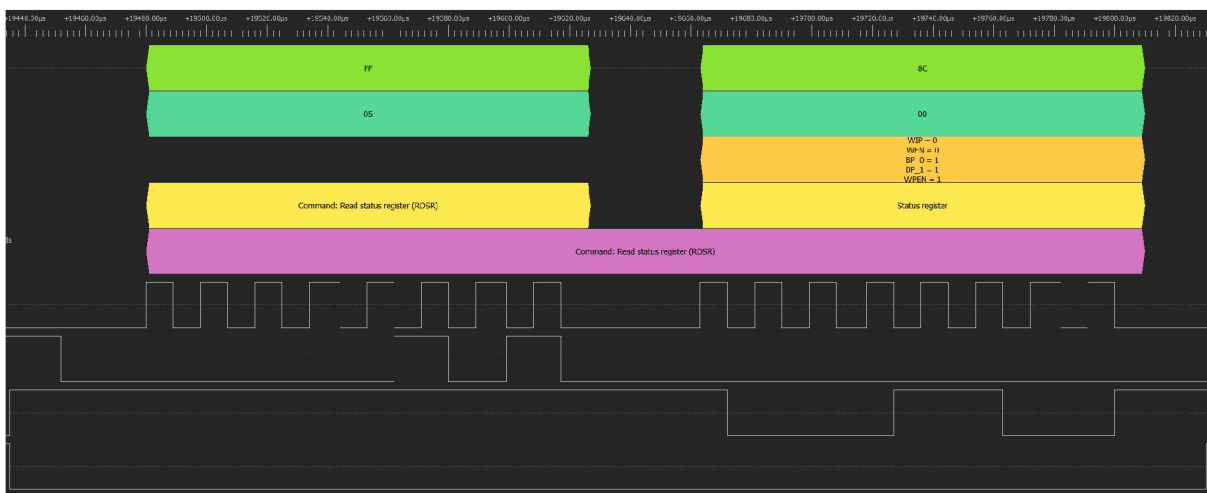 +19440.00µs +19460.00µs +19480.00µs +19500.00µs +19520.00µs +19540.00µs +19560.00µs +19580.00µs +19600.00µs +19620.00µs +19640.00µs +19660.00µs +19680.00µs +19700.00µs +19720.00µs +19740.00µs +19760.00µs +19780.00µs +19800.00µs +19820.00µs
FF 8C
05 00
WIP = 0
WEN = 0
BP_0 = 1
BP_1 = 1
WPEN = 1
Command: Read status register (RDSR) Status register
ds
Command: Read status register (RDSR)